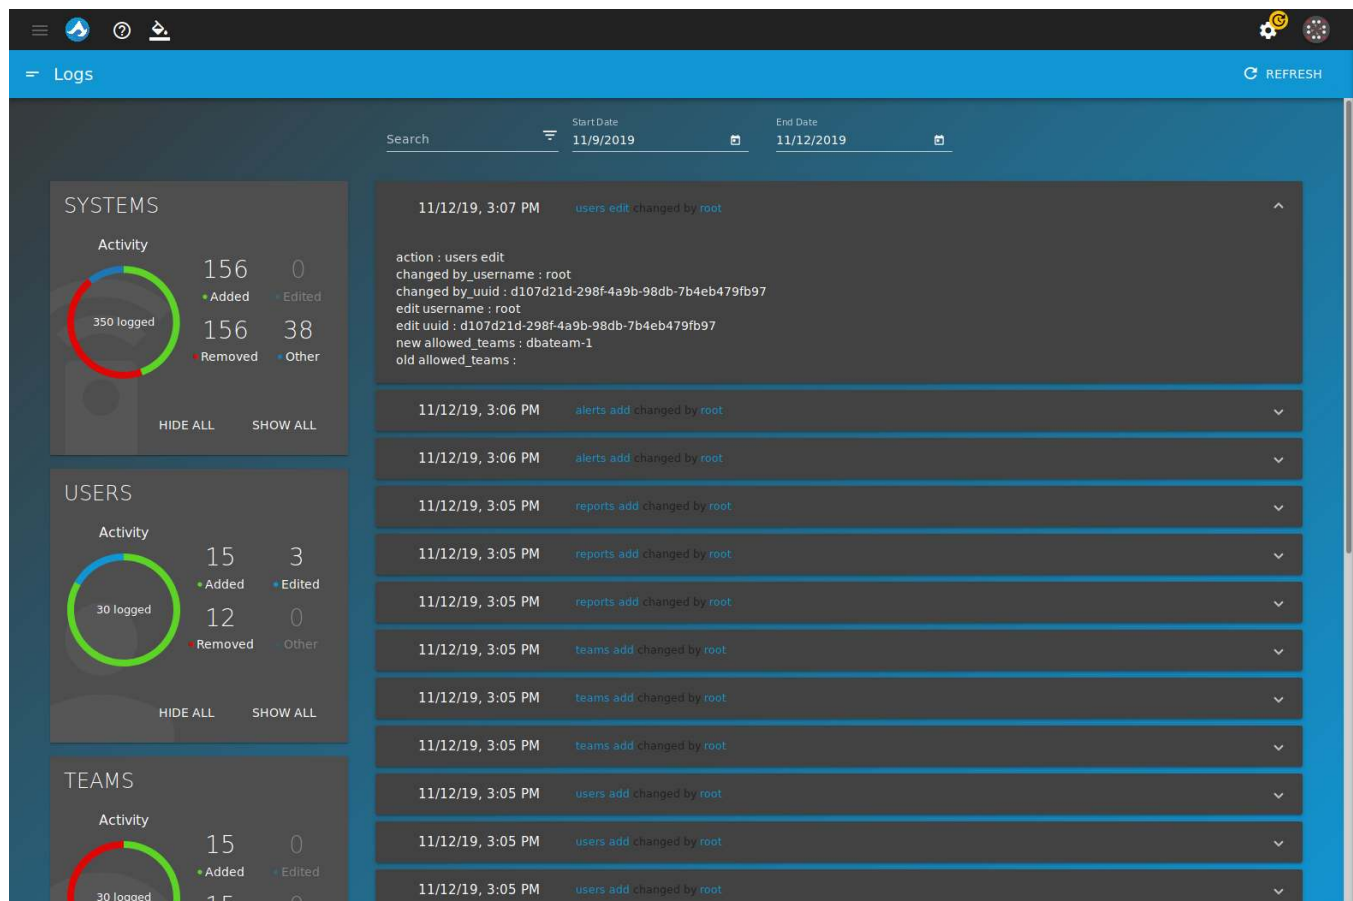 Logs
REFRESH
Search
Start Date
11/9/2019
End Date
11/12/2019
SYSTEMS
Activity
350 logged
156
Added
0
Edited
156
Removed
38
Other
HIDE ALL SHOW ALL
USERS
Activity
30 logged
15
Added
3
Edited
12
Removed
0
Other
HIDE ALL SHOW ALL
TEAMS
Activity
30 logged
15
Added
0
Edited
15
0
11/12/19, 3:07 PM users edit changed by root
action : users edit
changed by_username : root
changed by_uuid : d107d21d-298f-4a9b-98db-7b4eb479fb97
edit username : root
edit uuid : d107d21d-298f-4a9b-98db-7b4eb479fb97
new allowed_teams : dbateam-1
old allowed_teams :
11/12/19, 3:06 PM alerts add changed by root
11/12/19, 3:06 PM alerts add changed by root
11/12/19, 3:05 PM reports add changed by root
11/12/19, 3:05 PM reports add changed by root
11/12/19, 3:05 PM reports add changed by root
11/12/19, 3:05 PM teams add changed by root
11/12/19, 3:05 PM teams add changed by root
11/12/19, 3:05 PM teams add changed by root
11/12/19, 3:05 PM users add changed by root
11/12/19, 3:05 PM users add changed by root
11/12/19, 3:05 PM users add changed by root